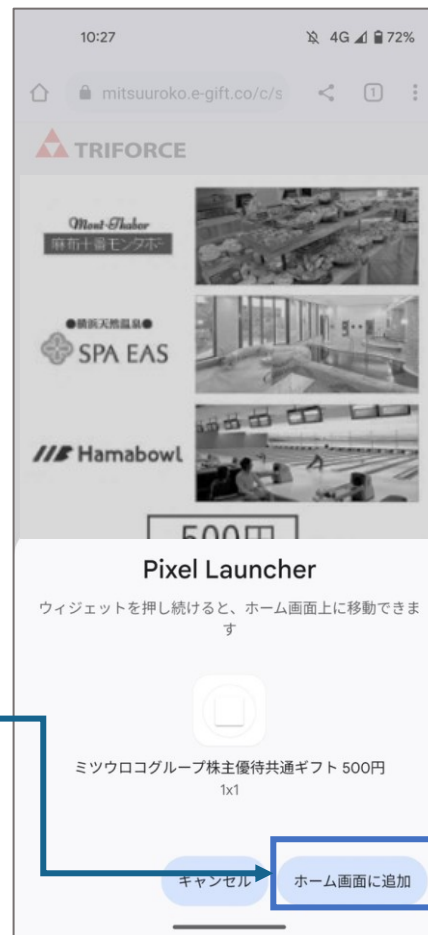 10:27 4G 72%
mitsuuroko.e-gift.co/c/s 1
TRIFORCE
Mont-Thabor
麻布十番モンタボー
●横浜天然温泉●
SPA EAS
Hamabowl
500円
Pixel Launcher
ウィジェットを押し続けると、ホーム画面上に移動できま
す
ミツウロコグループ株主優待共通ギフト 500円
1x1
キャンセル ホーム画面に追加